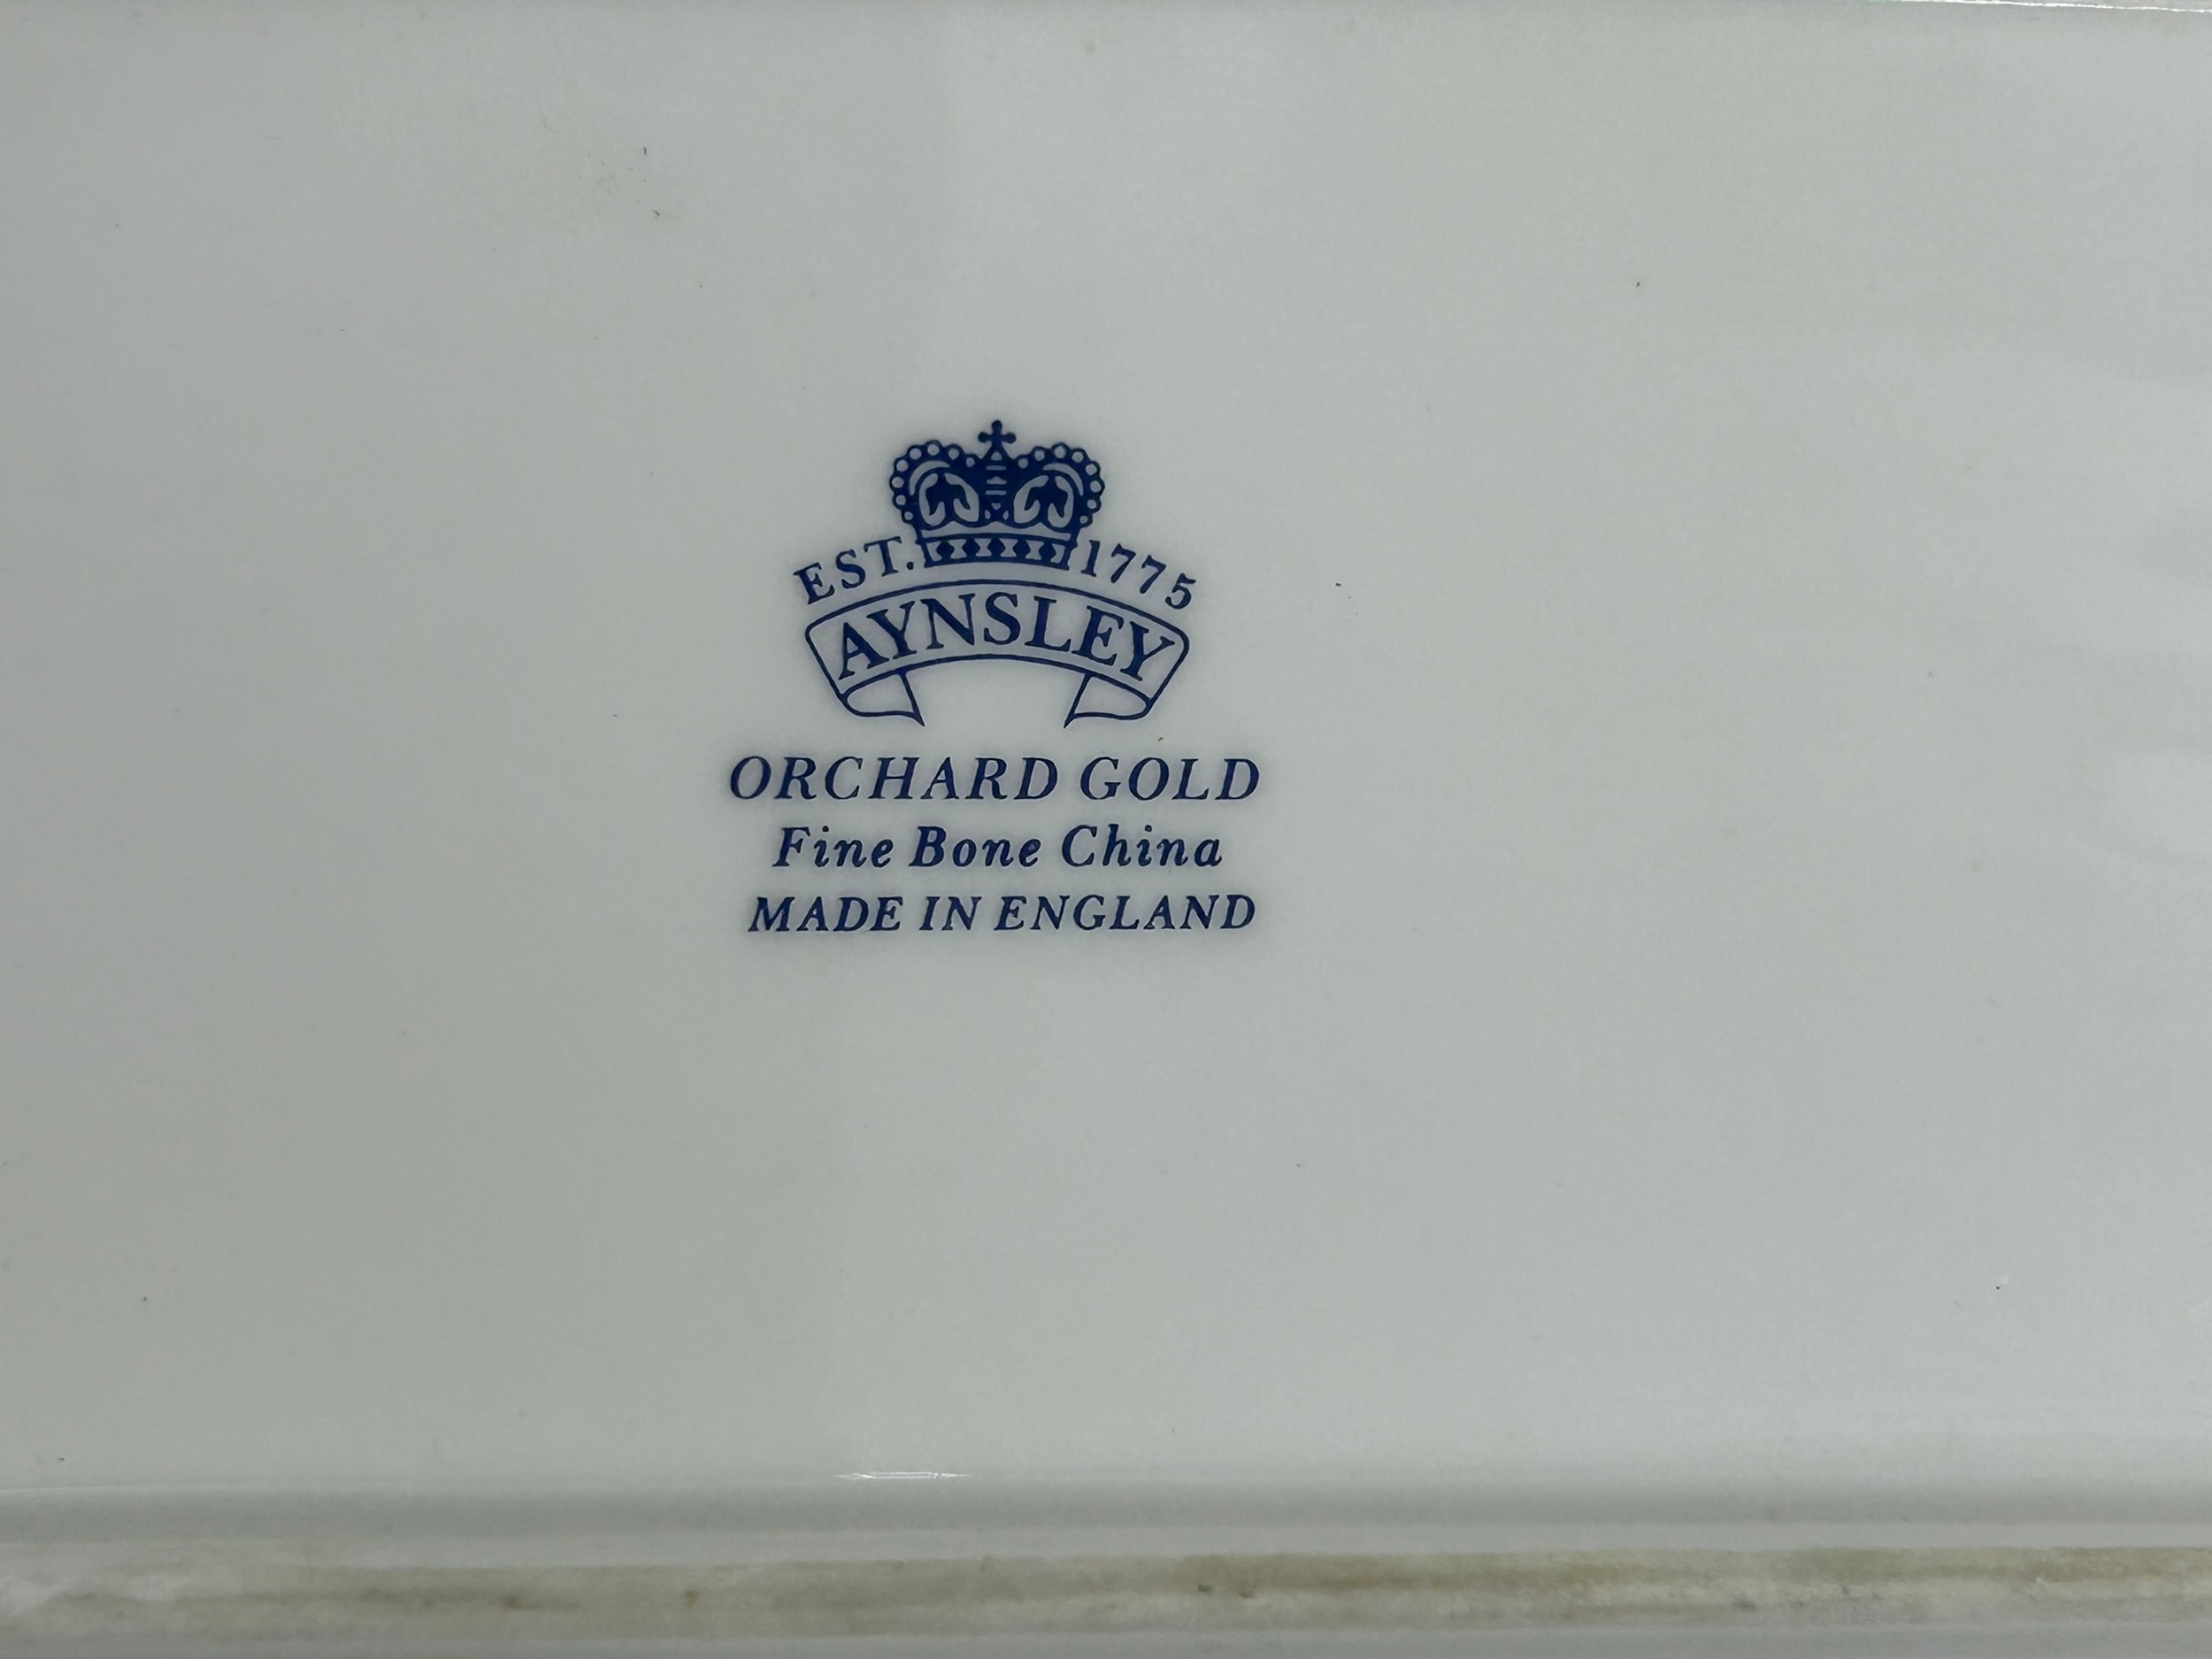 EST. 1775
AYNSLEY
ORCHARD GOLD
Fine Bone China
MADE IN ENGLAND